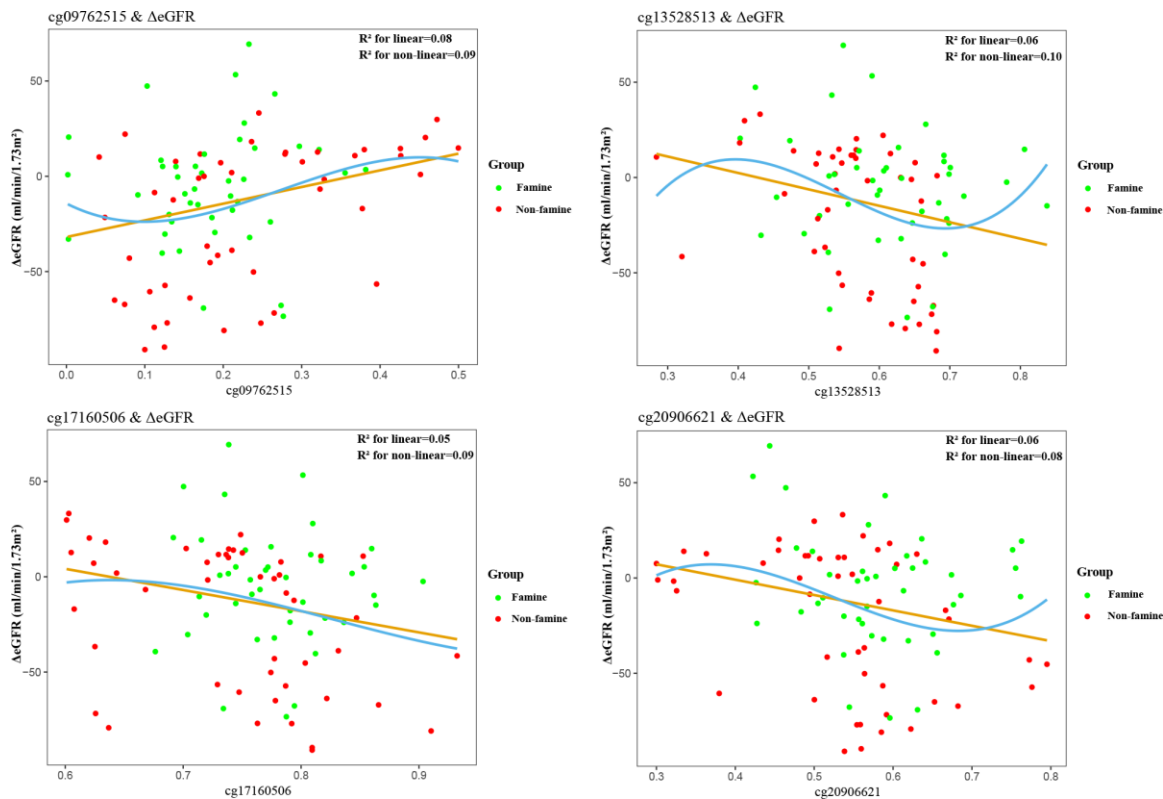 cg09762515 & ΔeGFR
R² for linear=0.08
R² for non-linear=0.09
50
0
−50
ΔeGFR (ml/min/1.73m²)
0.0 0.1 0.2 0.3 0.4 0.5
cg09762515
Group
Famine
Non-famine
cg13528513 & ΔeGFR
R² for linear=0.06
R² for non-linear=0.10
50
0
−50
ΔeGFR (ml/min/1.73m²)
0.3 0.4 0.5 0.6 0.7 0.8
cg13528513
Group
Famine
Non-famine
cg17160506 & ΔeGFR
R² for linear=0.05
R² for non-linear=0.09
50
0
−50
ΔeGFR (ml/min/1.73m²)
0.6 0.7 0.8 0.9
cg17160506
Group
Famine
Non-famine
cg20906621 & ΔeGFR
R² for linear=0.06
R² for non-linear=0.08
50
0
−50
ΔeGFR (ml/min/1.73m²)
0.3 0.4 0.5 0.6 0.7 0.8
cg20906621
Group
Famine
Non-famine